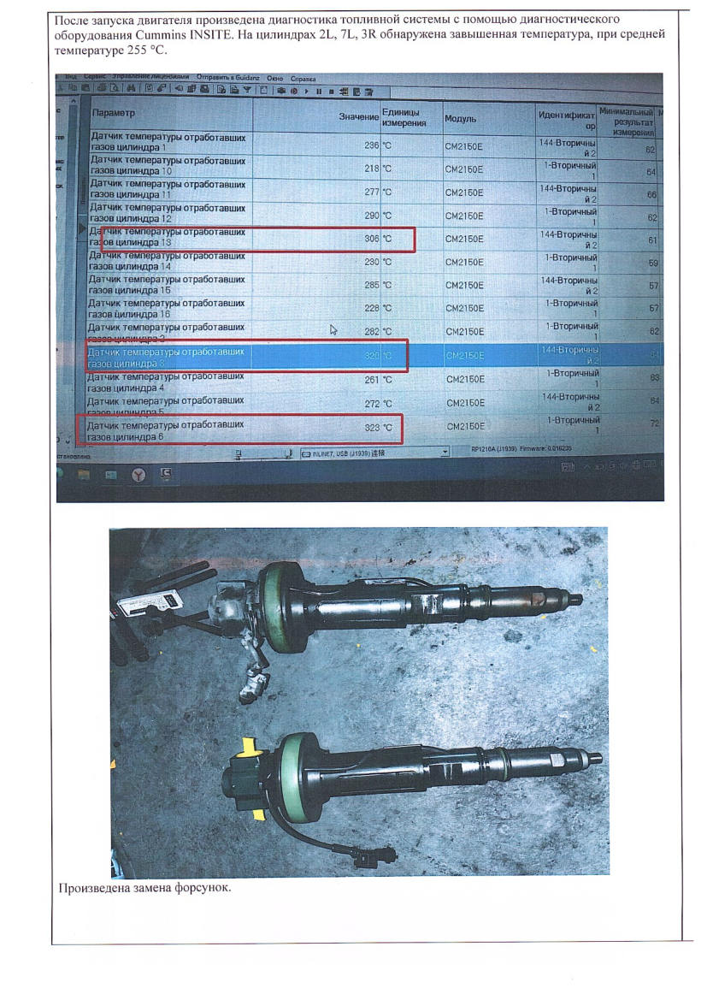 После запуска двигателя произведена диагностика топливной системы с помощью диагностического
оборудования Cummins INSITE. На цилиндрах 2L, 7L, 3R обнаружена завышенная температура, при средней
температуре 255 °C.
Вид Сервис Управление лицензиями Отправить в Guidanz Окно Справка
Параметр Значение Единицы измерения Модуль Идентификатор Минимальный результат измерения
Датчик температуры отработавших
газов цилиндра 1 236 °C CM2150E 144-Вторичный 2 62
Датчик температуры отработавших
газов цилиндра 10 218 °C CM2150E 1-Вторичный 1 64
Датчик температуры отработавших
газов цилиндра 11 277 °C CM2150E 144-Вторичный 2 66
Датчик температуры отработавших
газов цилиндра 12 290 °C CM2150E 1-Вторичный 1 62
Датчик температуры отработавших
газов цилиндра 13 306 °C CM2150E 144-Вторичный 2 61
Датчик температуры отработавших
газов цилиндра 14 230 °C CM2150E 1-Вторичный 1 59
Датчик температуры отработавших
газов цилиндра 15 285 °C CM2150E 144-Вторичный 2 57
Датчик температуры отработавших
газов цилиндра 16 228 °C CM2150E 1-Вторичный 1 57
Датчик температуры отработавших
газов цилиндра 282 °C CM2150E 1-Вторичный 1 62
Датчик температуры отработавших
газов цилиндра 320 °C CM2150E 144-Вторичный 2 64
Датчик температуры отработавших
газов цилиндра 4 261 °C CM2150E 1-Вторичный 1 63
Датчик температуры отработавших
газов цилиндра 5 272 °C CM2150E 144-Вторичный 2 64
Датчик температуры отработавших
газов цилиндра 6 323 °C CM2150E 1-Вторичный 1 72
INLINE7, USB (J1939) 连接 RP1210A (J1939) Firmware: 0.016235
Произведена замена форсунок.